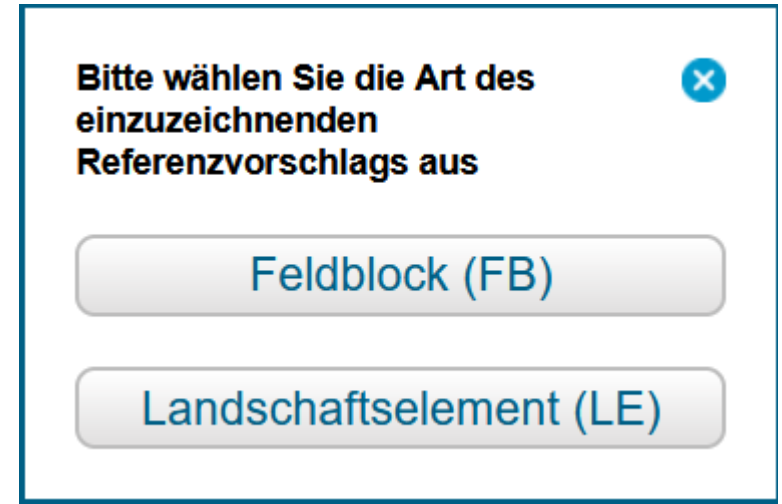 Bitte wählen Sie die Art des
einzuzeichnenden
Referenzvorschlags aus
Feldblock (FB)
Landschaftselement (LE)